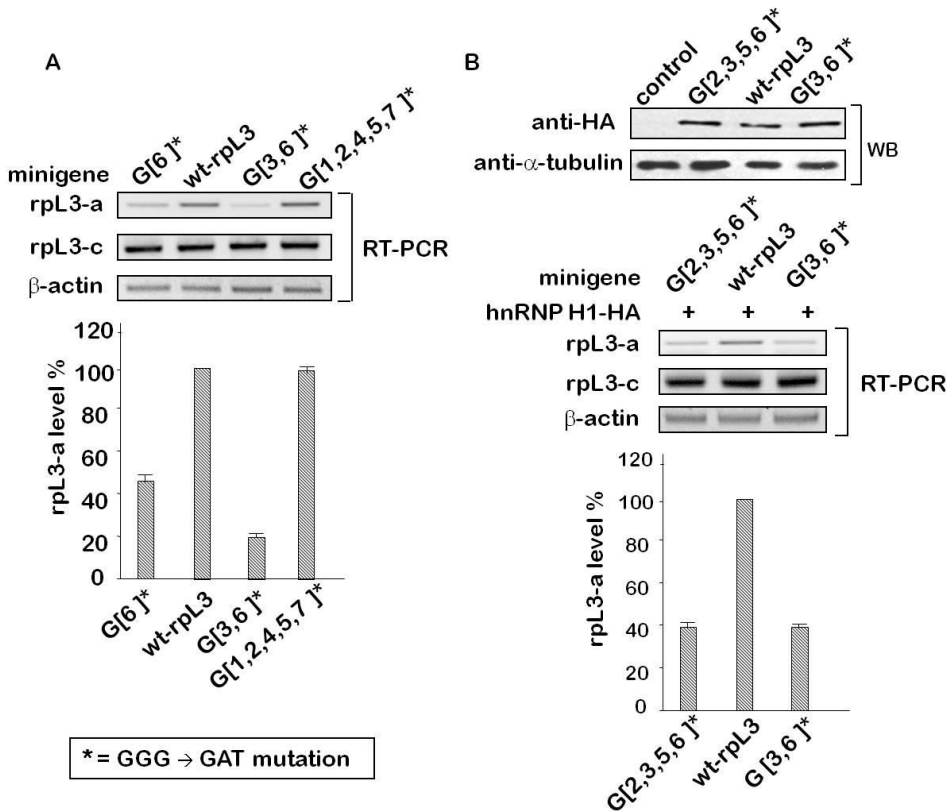 A
G[6]*
wt-rpL3
G[3,6]*
G[1,2,4,5,7]*
minigene
rpL3-a
rpL3-c
β-actin
RT-PCR
120
100
80
60
40
20
0
rpL3-a level %
G[6]*
wt-rpL3
G[3,6]*
G[1,2,4,5,7]*
* = GGG → GAT mutation
B
control
G[2,3,5,6]*
wt-rpL3
G[3,6]*
anti-HA
anti-α-tubulin
WB
G[2,3,5,6]*
wt-rpL3
G[3,6]*
minigene
hnRNP H1-HA + + +
rpL3-a
rpL3-c
β-actin
RT-PCR
120
100
80
60
40
20
0
rpL3-a level %
G[2,3,5,6]*
wt-rpL3
G [3,6]*